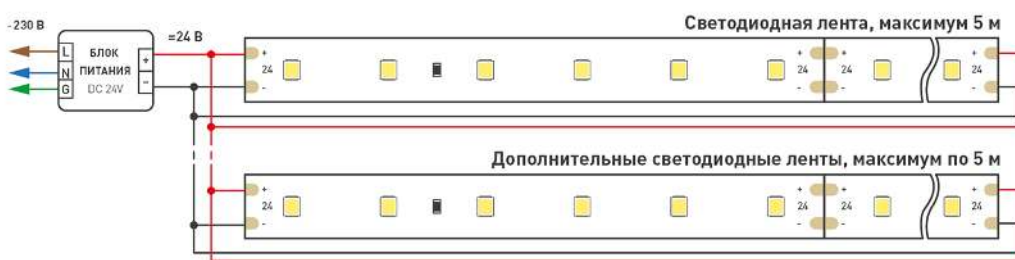 - 230 В
=24 В
L
N
G
БЛОК
ПИТАНИЯ
DC 24V
+
-
Светодиодная лента, максимум 5 м
+
24
-
+
24
-
+
24
-
+
24
-
Дополнительные светодиодные ленты, максимум по 5 м
+
24
-
+
24
-
+
24
-
+
24
-